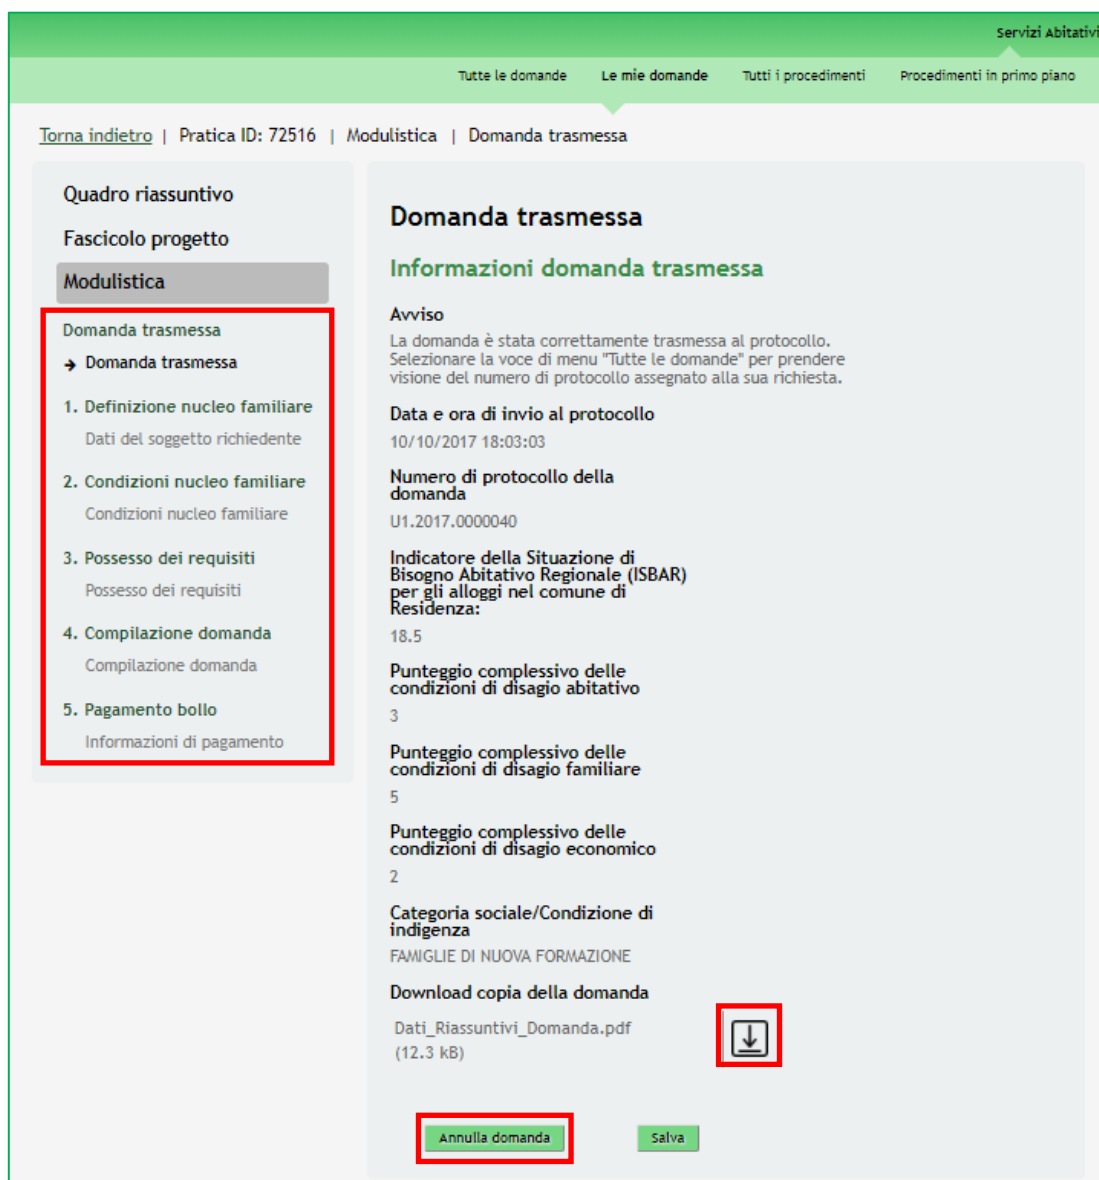 Servizi Abitativi
Tutte le domande Le mie domande Tutti i procedimenti Procedimenti in primo piano
Torna indietro | Pratica ID: 72516 | Modulistica | Domanda trasmessa
Quadro riassuntivo
Fascicolo progetto
Modulistica
Domanda trasmessa
→ Domanda trasmessa
1. Definizione nucleo familiare
Dati del soggetto richiedente
2. Condizioni nucleo familiare
Condizioni nucleo familiare
3. Possesso dei requisiti
Possesso dei requisiti
4. Compilazione domanda
Compilazione domanda
5. Pagamento bollo
Informazioni di pagamento
Domanda trasmessa
Informazioni domanda trasmessa
Avviso
La domanda è stata correttamente trasmessa al protocollo.
Selezionare la voce di menu "Tutte le domande" per prendere
visione del numero di protocollo assegnato alla sua richiesta.
Data e ora di invio al protocollo
10/10/2017 18:03:03
Numero di protocollo della
domanda
U1.2017.0000040
Indicatore della Situazione di
Bisogno Abitativo Regionale (ISBAR)
per gli alloggi nel comune di
Residenza:
18.5
Punteggio complessivo delle
condizioni di disagio abitativo
3
Punteggio complessivo delle
condizioni di disagio familiare
5
Punteggio complessivo delle
condizioni di disagio economico
2
Categoria sociale/Condizione di
indigenza
FAMIGLIE DI NUOVA FORMAZIONE
Download copia della domanda
Dati_Riassuntivi_Domanda.pdf
(12.3 kB)
Annulla domanda Salva